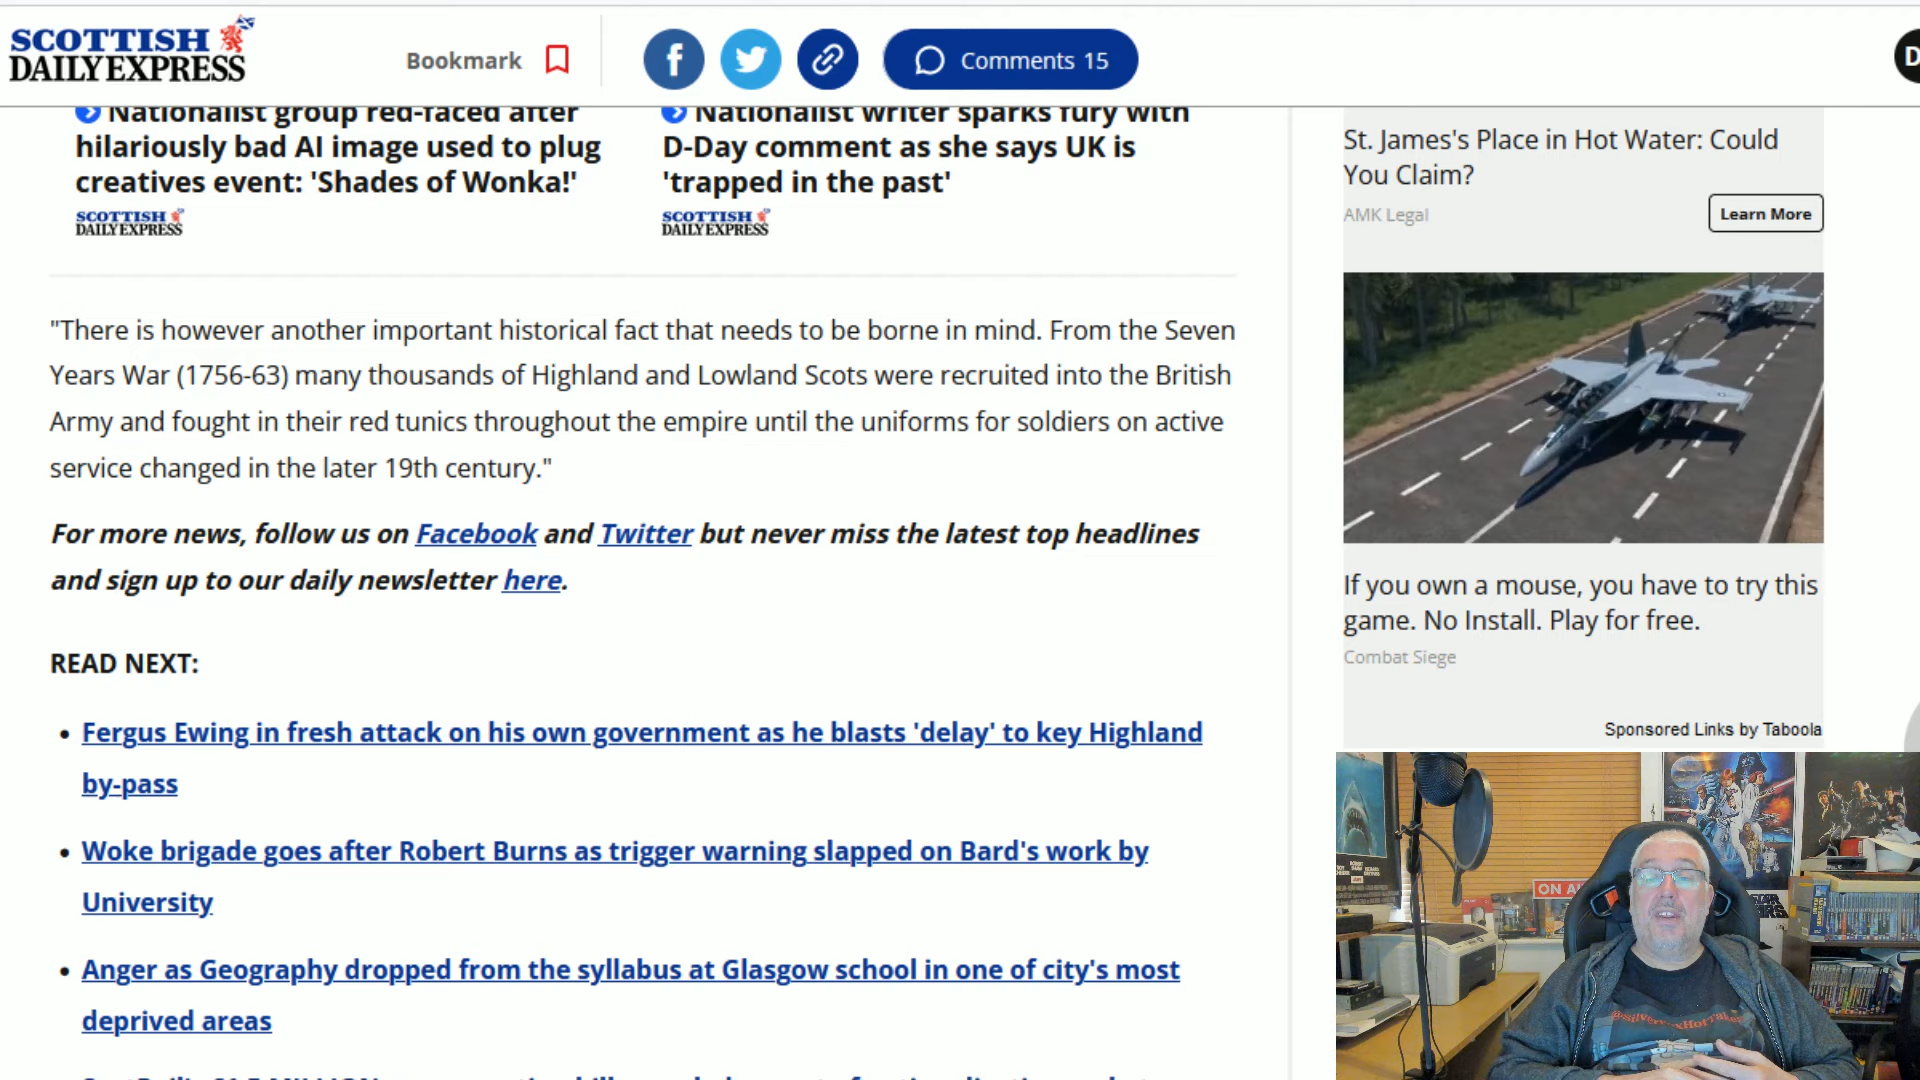 SCOTTISH
DAILY EXPRESS
Bookmark
Comments 15
D
Nationalist group red-faced after
hilariously bad AI image used to plug
creatives event: 'Shades of Wonka!'
SCOTTISH
DAILY EXPRESS
Nationalist writer sparks fury with
D-Day comment as she says UK is
'trapped in the past'
SCOTTISH
DAILY EXPRESS
"There is however another important historical fact that needs to be borne in mind. From the Seven
Years War (1756-63) many thousands of Highland and Lowland Scots were recruited into the British
Army and fought in their red tunics throughout the empire until the uniforms for soldiers on active
service changed in the later 19th century."
For more news, follow us on Facebook and Twitter but never miss the latest top headlines
and sign up to our daily newsletter here.
READ NEXT:
Fergus Ewing in fresh attack on his own government as he blasts 'delay' to key Highland
by-pass
Woke brigade goes after Robert Burns as trigger warning slapped on Bard's work by
University
Anger as Geography dropped from the syllabus at Glasgow school in one of city's most
deprived areas
St. James's Place in Hot Water: Could
You Claim?
AMK Legal
Learn More
If you own a mouse, you have to try this
game. No Install. Play for free.
Combat Siege
Sponsored Links by Taboola
JAWS
ON AI